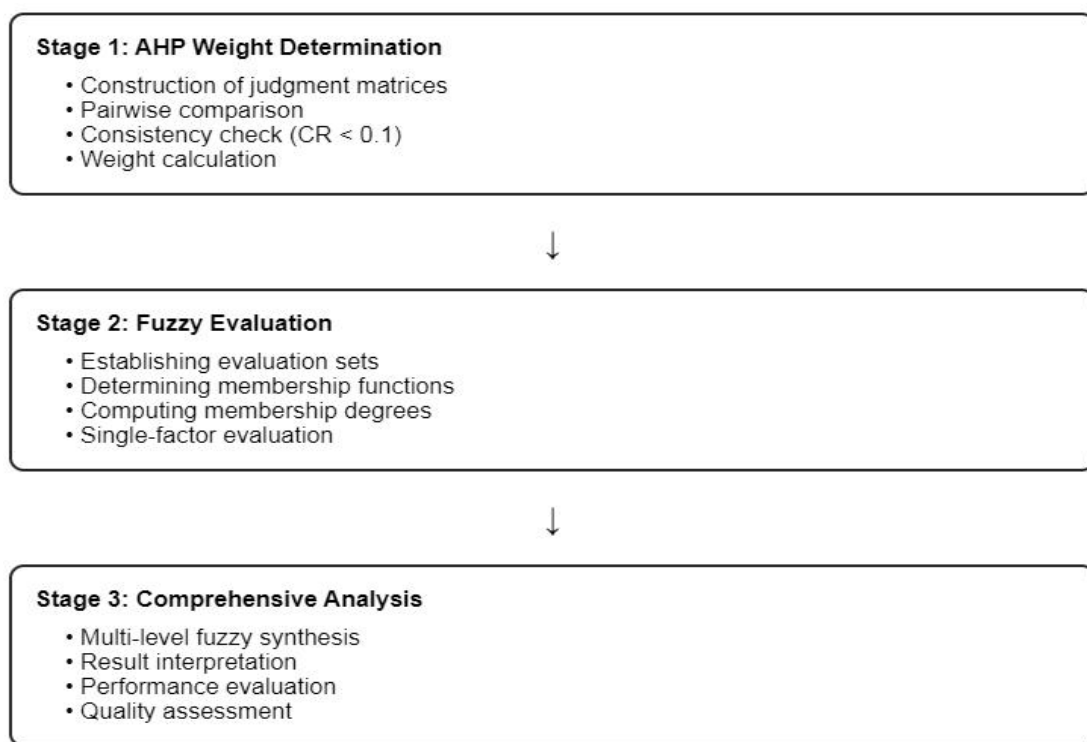 Stage 1: AHP Weight Determination
• Construction of judgment matrices
• Pairwise comparison
• Consistency check (CR < 0.1)
• Weight calculation
↓
Stage 2: Fuzzy Evaluation
• Establishing evaluation sets
• Determining membership functions
• Computing membership degrees
• Single-factor evaluation
↓
Stage 3: Comprehensive Analysis
• Multi-level fuzzy synthesis
• Result interpretation
• Performance evaluation
• Quality assessment